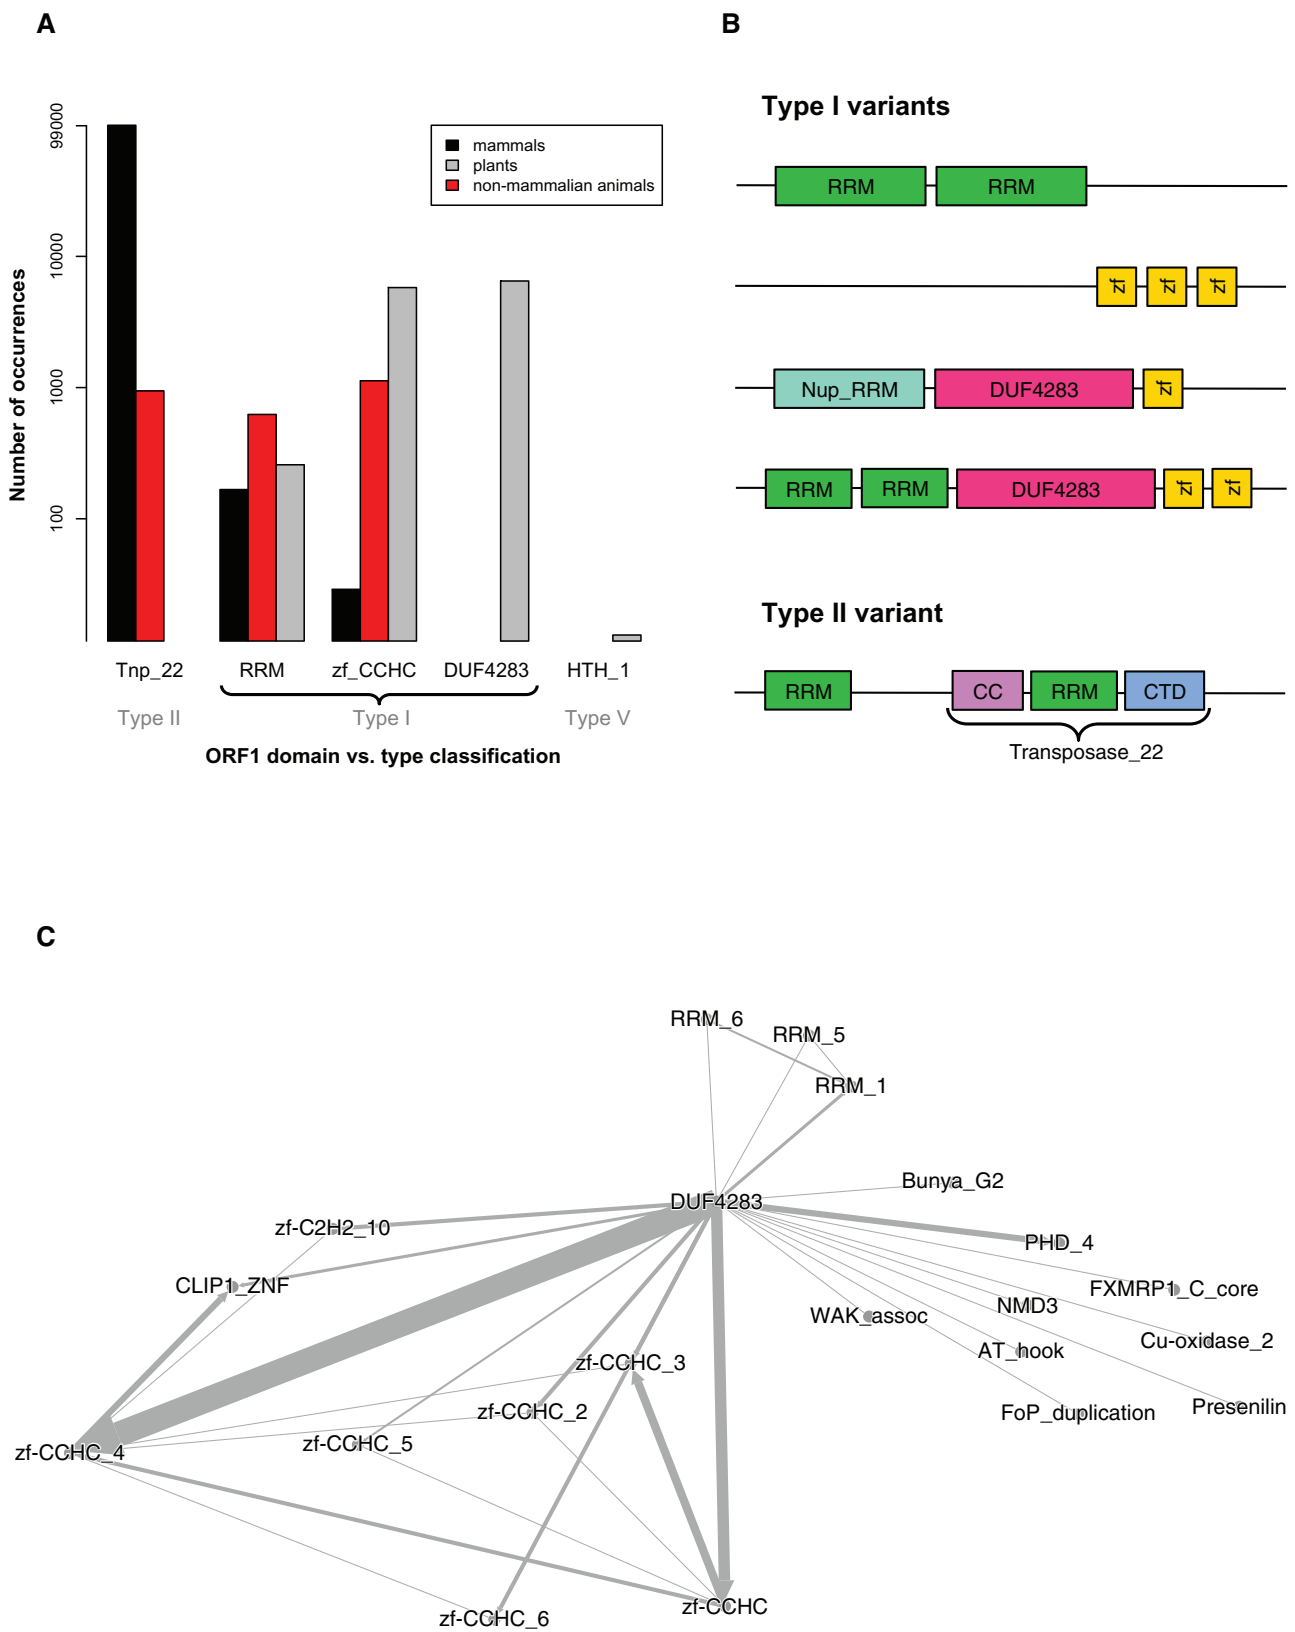 A
99000
10000
1000
100
Number of occurrences
mammals
plants
non-mammalian animals
Tnp_22
RRM
zf_CCHC
DUF4283
HTH_1
Type II
Type I
Type V
ORF1 domain vs. type classification
B
Type I variants
RRM
RRM
zf
zf
zf
Nup_RRM
DUF4283
zf
RRM
RRM
DUF4283
zf
zf
Type II variant
RRM
CC
RRM
CTD
Transposase_22
C
RRM_6
RRM_5
RRM_1
Bunya_G2
DUF4283
zf-C2H2_10
PHD_4
CLIP1_ZNF
FXMRP1_C_core
NMD3
WAK_assoc
Cu-oxidase_2
AT_hook
zf-CCHC_3
Presenilin
zf-CCHC_2
FoP_duplication
zf-CCHC_5
zf-CCHC_4
zf-CCHC
zf-CCHC_6